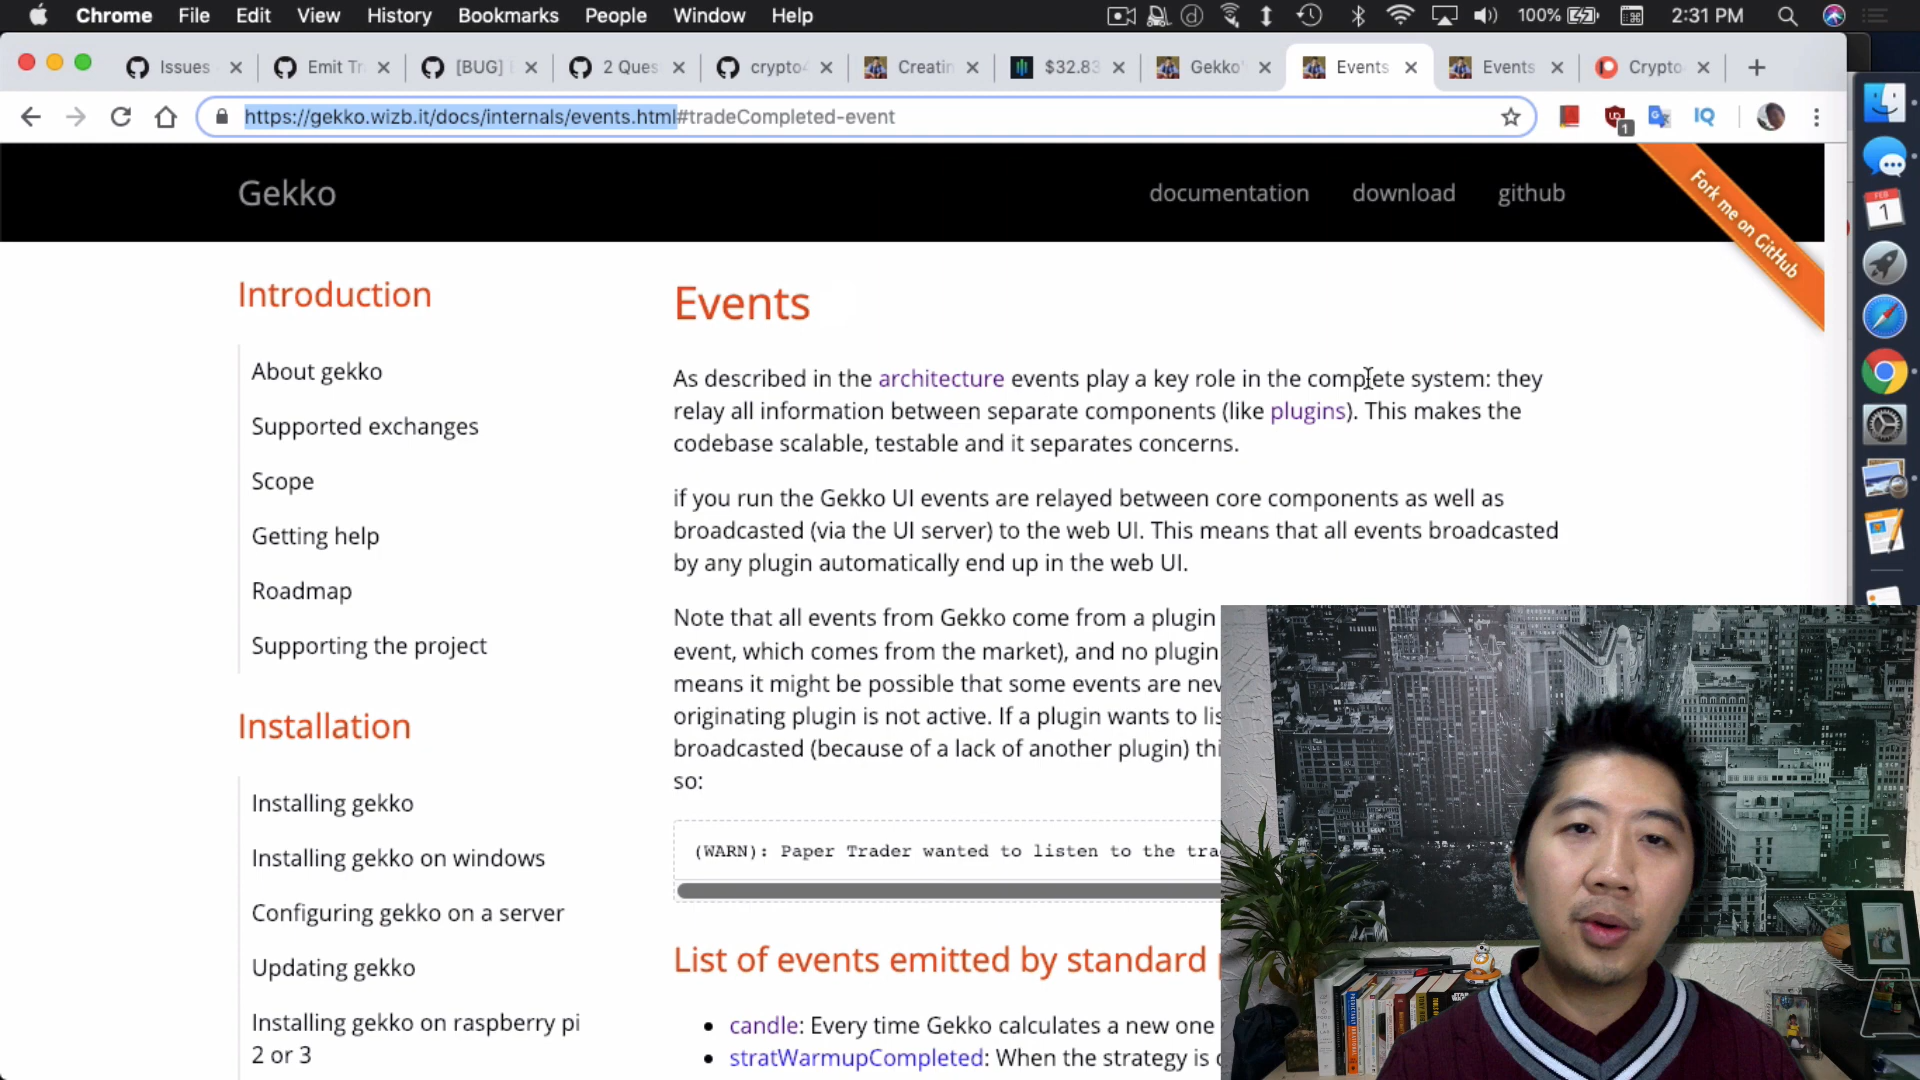 Chrome File Edit View History Bookmarks People Window Help 100% 2:31 PM
Issues Emit Tr [BUG] 2 Ques crypto Creatin $32.83 Gekko' Events Events Crypto
https://gekko.wizb.it/docs/internals/events.html#tradeCompleted-event
IQ
1
Gekko
documentation download github
Fork me on GitHub
FEB
1
Introduction
About gekko
Supported exchanges
Scope
Getting help
Roadmap
Supporting the project
Installation
Installing gekko
Installing gekko on windows
Configuring gekko on a server
Updating gekko
Installing gekko on raspberry pi
2 or 3
Events
As described in the architecture events play a key role in the complete system: they
relay all information between separate components (like plugins). This makes the
codebase scalable, testable and it separates concerns.
if you run the Gekko UI events are relayed between core components as well as
broadcasted (via the UI server) to the web UI. This means that all events broadcasted
by any plugin automatically end up in the web UI.
Note that all events from Gekko come from a plugin
event, which comes from the market), and no plugin
means it might be possible that some events are nev
originating plugin is not active. If a plugin wants to lis
broadcasted (because of a lack of another plugin) thi
so:
(WARN): Paper Trader wanted to listen to the tra
List of events emitted by standard
candle: Every time Gekko calculates a new one
stratWarmupCompleted: When the strategy is